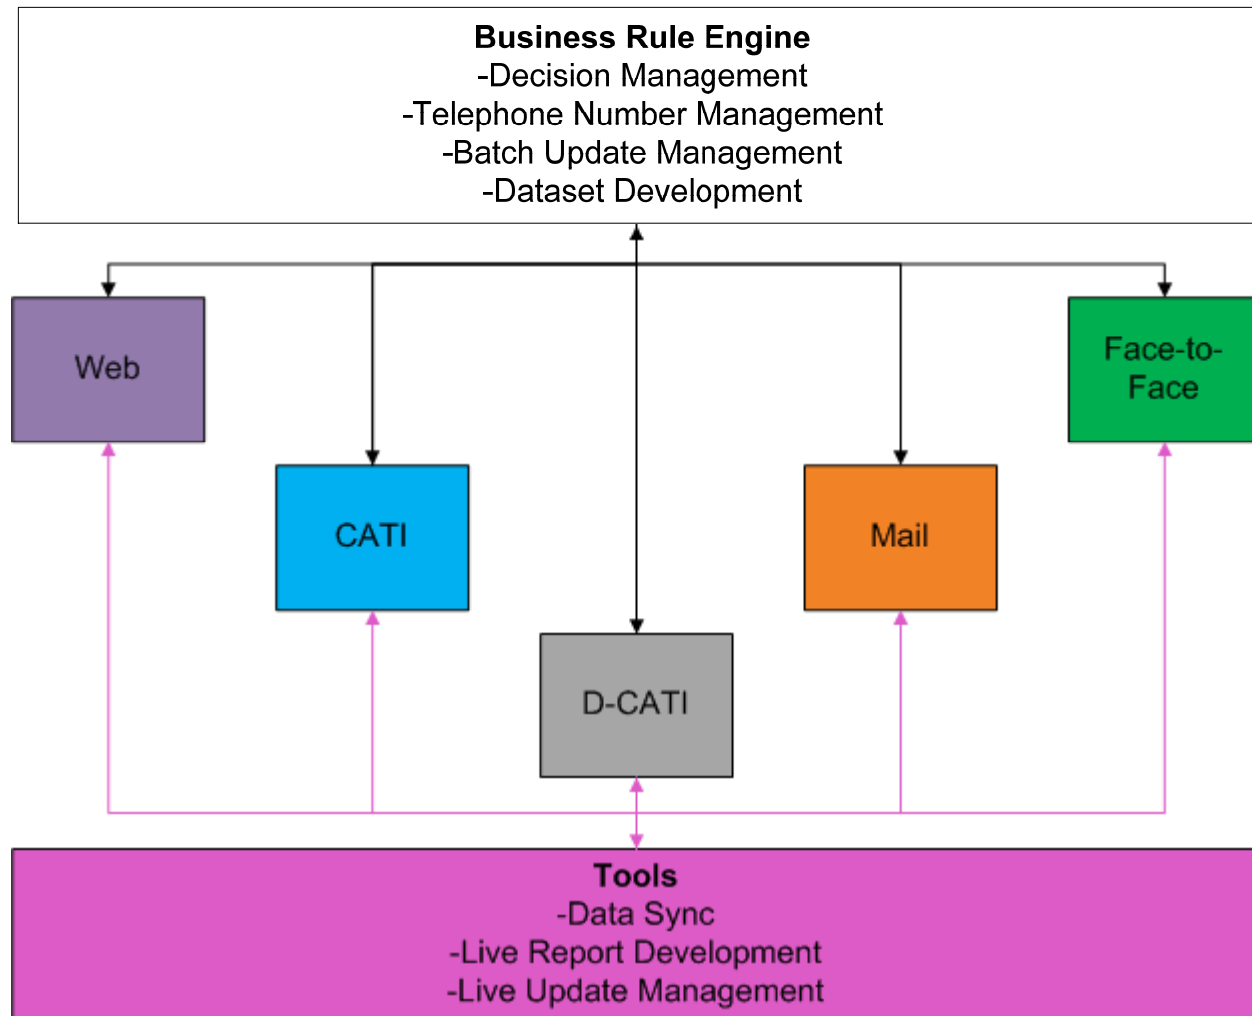 Business Rule Engine
-Decision Management
-Telephone Number Management
-Batch Update Management
-Dataset Development
Web
Face-to-
Face
CATI
Mail
D-CATI
Tools
-Data Sync
-Live Report Development
-Live Update Management